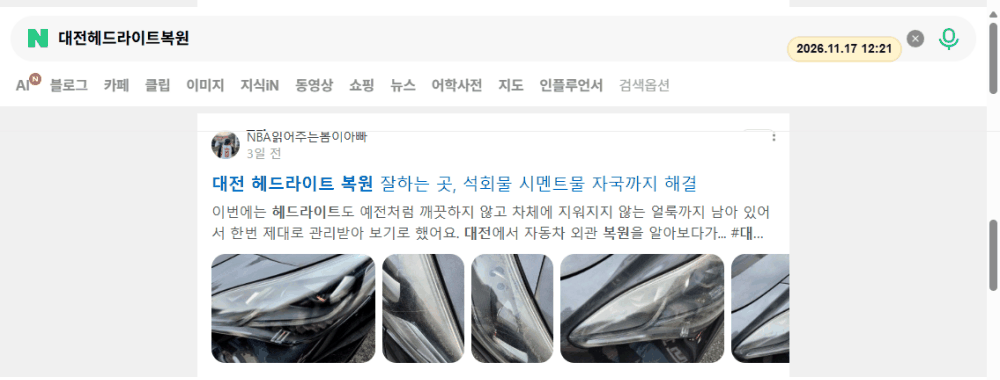 N 대전헤드라이트복원
2026.11.17 12:21
AI N 블로그 카페 클립 이미지 지식iN 동영상 쇼핑 뉴스 어학사전 지도 인플루언서 검색옵션
NBA읽어주는봄이아빠
3일 전
대전 헤드라이트 복원 잘하는 곳, 석회물 시멘트물 자국까지 해결
이번에는 헤드라이트도 예전처럼 깨끗하지 않고 차체에 지워지지 않는 얼룩까지 남아 있어
서 한번 제대로 관리받아 보기로 했어요. 대전에서 자동차 외관 복원을 알아보다가... #대...